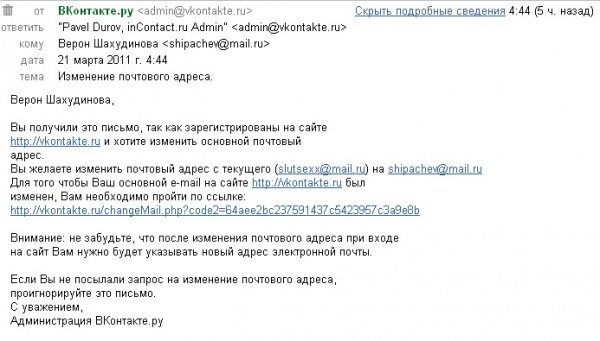 от ВКонтакте.ру <admin@vkontakte.ru> Скрыть подробные сведения 4:44 (5 ч. назад)
ответить "Pavel Durov, inContact.ru Admin" <admin@vkontakte.ru>
кому Верон Шахудинова <shipachev@mail.ru>
дата 21 марта 2011 г. 4:44
тема Изменение почтового адреса.
Верон Шахудинова,
Вы получили это письмо, так как зарегистрированы на сайте
http://vkontakte.ru и хотите изменить основной почтовый
адрес.
Вы желаете изменить почтовый адрес с текущего (slutsexx@mail.ru) на shipachev@mail.ru
Для того чтобы Ваш основной e-mail на сайте http://vkontakte.ru был
изменен, Вам необходимо пройти по ссылке:
http://vkontakte.ru/changeMail.php?code2=64aee2bc237591437c5423957c3a9e8b
Внимание: не забудьте, что после изменения почтового адреса при входе
на сайт Вам нужно будет указывать новый адрес электронной почты.
Если Вы не посылали запрос на изменение почтового адреса,
проигнорируйте это письмо.
С уважением,
Администрация ВКонтакте.ру